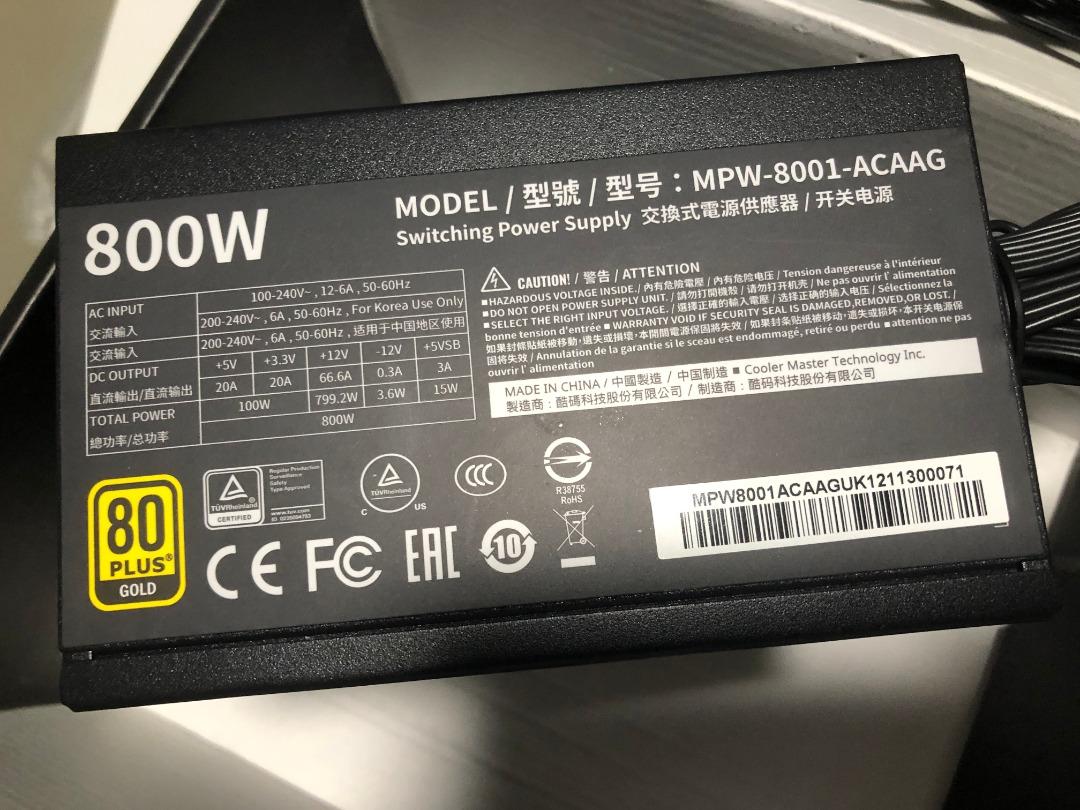 800W
MODEL / 型號 / 型号：MPW-8001-ACAAG
Switching Power Supply 交換式電源供應器 / 开关电源
AC INPUT 100-240V~ , 12-6A , 50-60Hz
交流輸入 200-240V~ , 6A , 50-60Hz , For Korea Use Only
交流输入 200-240V~ , 6A , 50-60Hz , 适用于中国地区使用
DC OUTPUT +5V +3.3V +12V -12V +5VSB
直流輸出/直流输出 20A 20A 66.6A 0.3A 3A
TOTAL POWER 100W 799.2W 3.6W 15W
總功率/总功率 800W
CAUTION! / 警告 / ATTENTION
■HAZARDOUS VOLTAGE INSIDE. / 內有危險電壓 / 内有危险电压 / Tension dangereuse à l'intérieur
■DO NOT OPEN POWER SUPPLY UNIT. / 請勿打開機殼 / 请勿打开机壳 / Ne pas ouvrir l' alimentation
■SELECT THE RIGHT INPUT VOLTAGE. / 選擇正確的輸入電壓 / 选择正确的输入电压 / Sélectionnez la
bonne tension d'entrée ■ WARRANTY VOID IF SECURITY SEAL IS DAMAGED,REMOVED,OR LOST. /
如果封條貼紙被移動，遺失或損壞，本開關電源保固將失效 / 如果封条贴纸被移动，遗失或损坏，本开关电源保
固将失效 / Annulation de la garantie si le sceau est endommagé, retiré ou perdu ■attention ne pas
ouvrir l' alimentation
MADE IN CHINA / 中國製造 / 中国制造 ■ Cooler Master Technology Inc.
製造商：酷碼科技股份有限公司 / 制造商：酷码科技股份有限公司
80
PLUS®
GOLD
TÜVRheinland
CERTIFIED
Regular Production
Surveillance
Safety
Type Approved
www.tuv.com
TÜVRheinland
C US
CCC
R38755
RoHS
CE FC EAC 10
MPW8001ACAAGUK1211300071